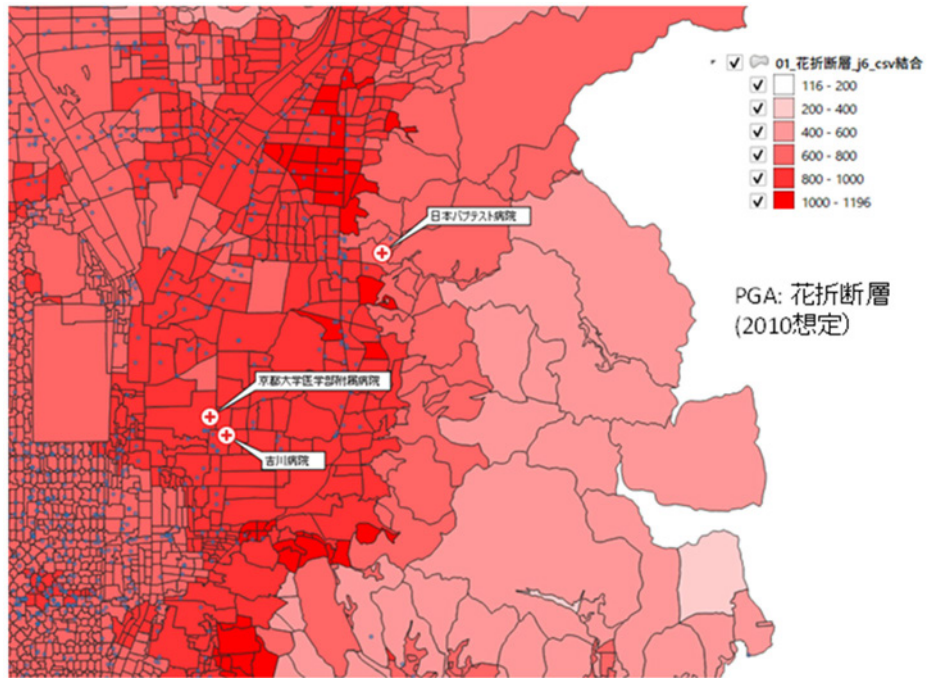 01_花折断層_j6_csv結合
116 - 200
200 - 400
400 - 600
600 - 800
800 - 1000
1000 - 1196
日本バプテスト病院
PGA: 花折断層
(2010想定)
京都大学医学部附属病院
吉川病院